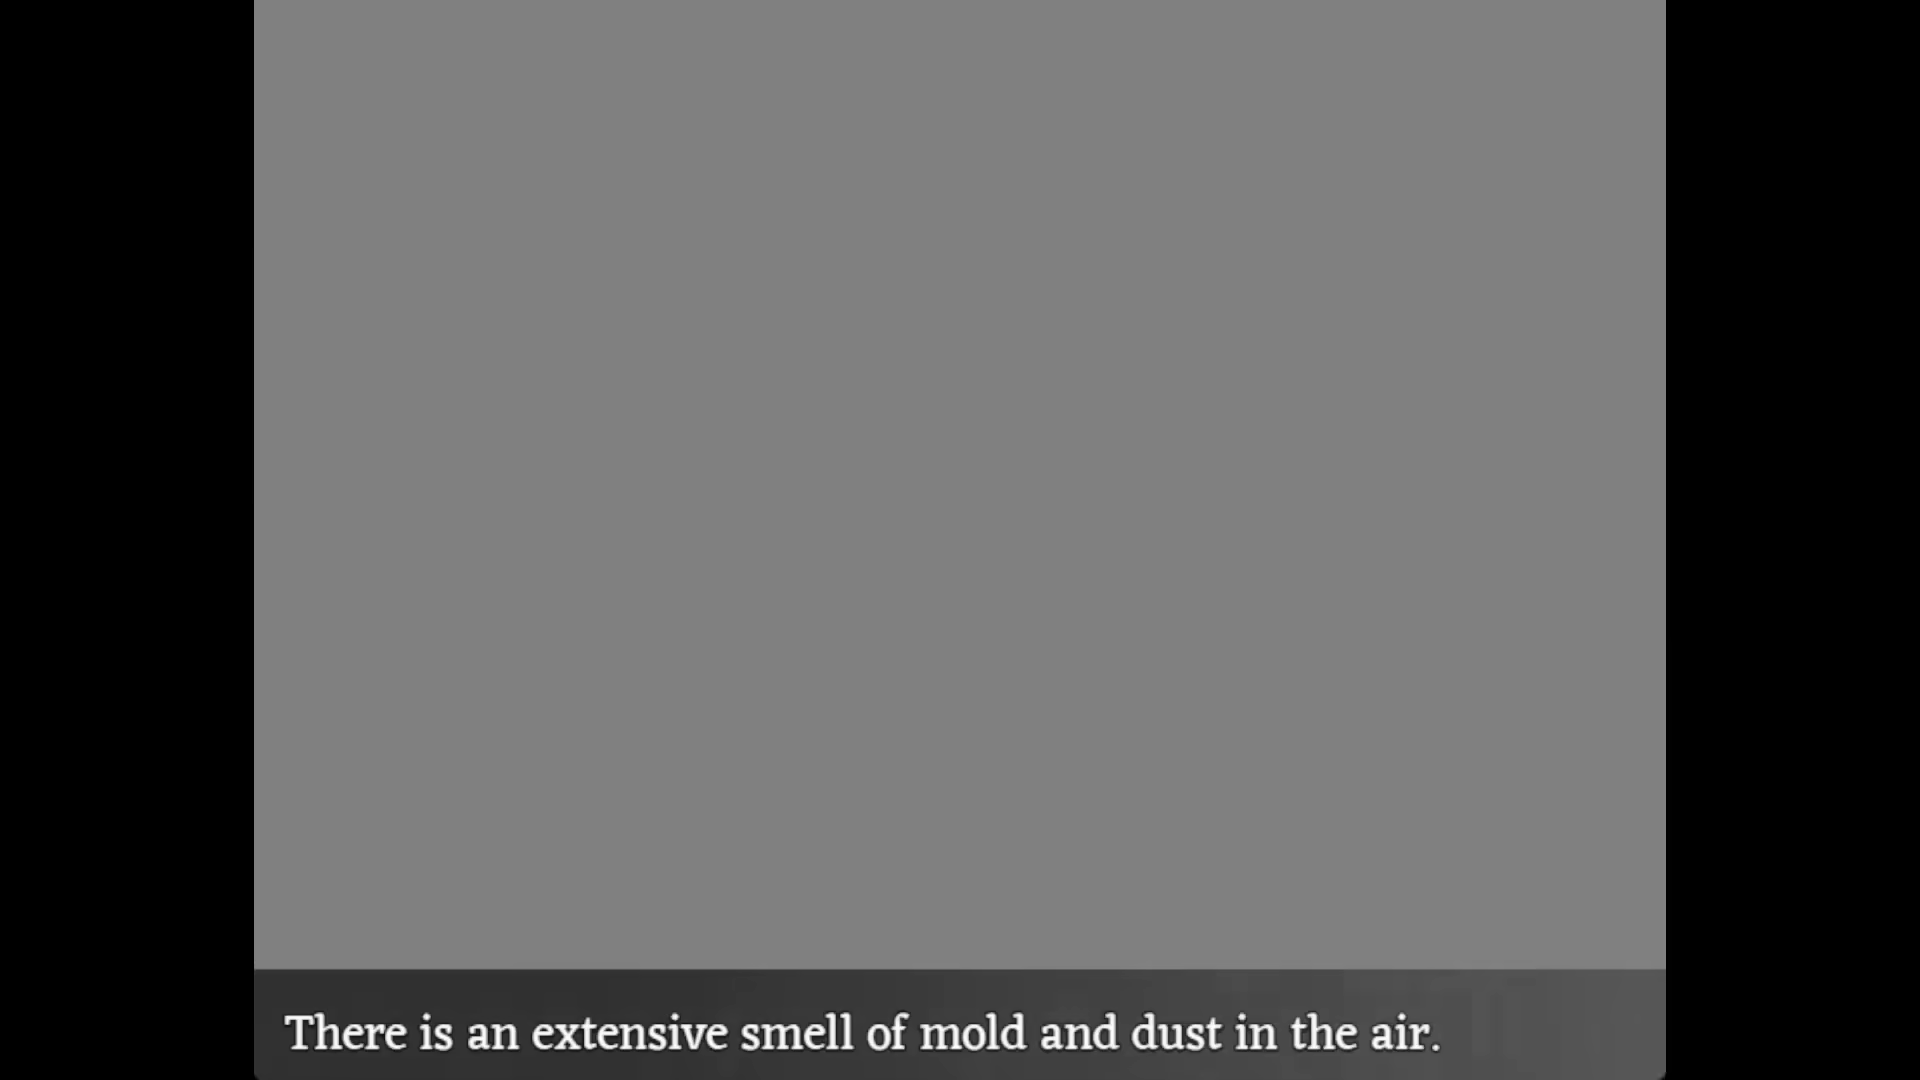 There is an extensive smell of mold and dust in the air.